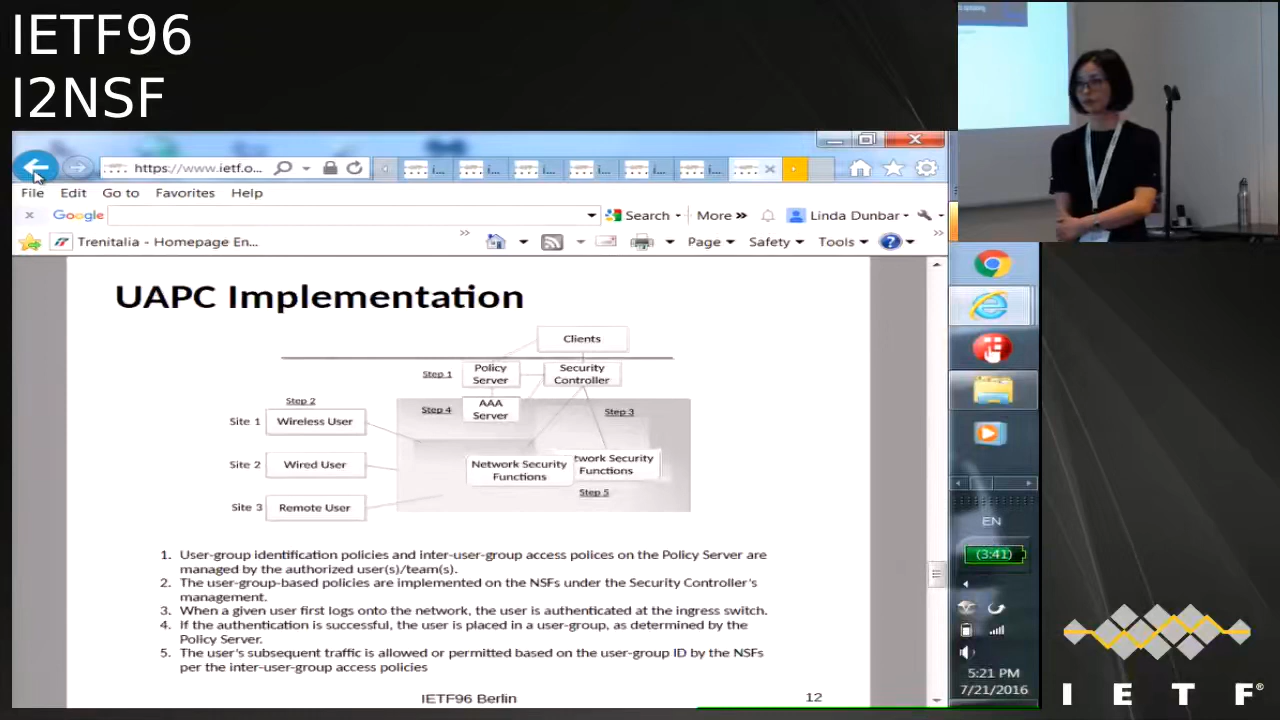 IETF96
I2NSF
https://www.ietf.o...
File Edit Go to Favorites Help
x Google Search More » Linda Dunbar
Trenitalia - Homepage En... Page Safety Tools
UAPC Implementation
Clients
Step 1
Policy
Server
Security
Controller
Step 2
Step 4
AAA
Server
Step 3
Site 1 Wireless User
Site 2 Wired User
Network Security
Functions
twork Security
Functions
Step 5
Site 3 Remote User
1. User-group identification policies and inter-user-group access polices on the Policy Server are
managed by the authorized user(s)/team(s).
2. The user-group-based policies are implemented on the NSFs under the Security Controller's
management.
3. When a given user first logs onto the network, the user is authenticated at the ingress switch.
4. If the authentication is successful, the user is placed in a user-group, as determined by the
Policy Server.
5. The user's subsequent traffic is allowed or permitted based on the user-group ID by the NSFs
per the inter-user-group access policies
IETF96 Berlin 12
EN
(3:41)
5:21 PM
7/21/2016
I E T F®